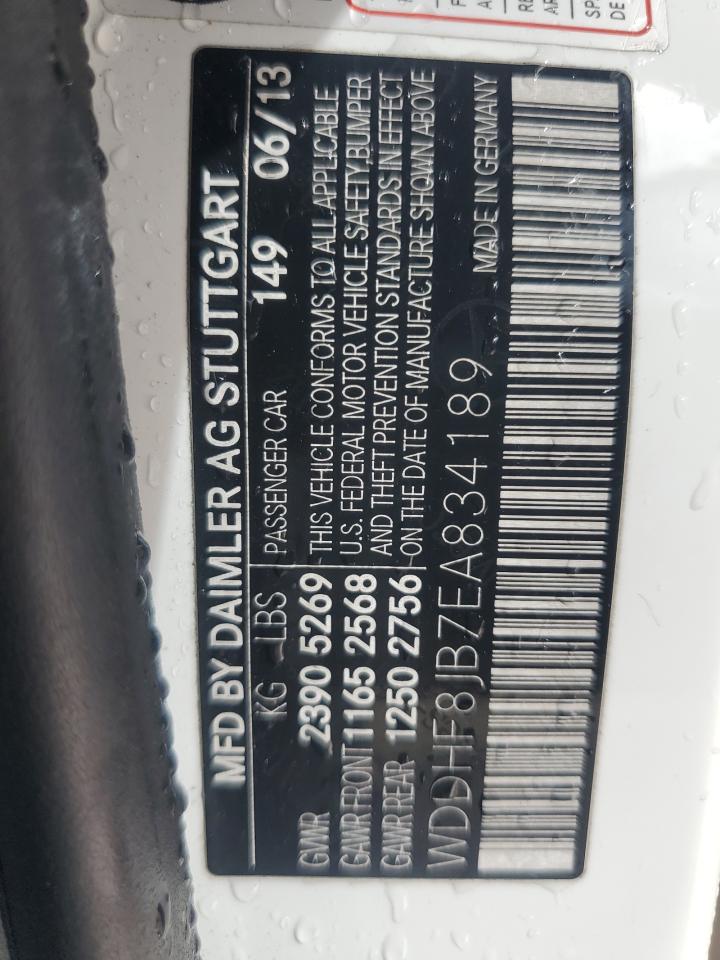 MFD BY DAIMLER AG STUTTGART
KG LBS PASSENGER CAR 149 06/13
GVWR 2390 5269 THIS VEHICLE CONFORMS TO ALL APPLICABLE
GAWR FRONT 1165 2568 U.S. FEDERAL MOTOR VEHICLE SAFETY,BUMPER
GAWR REAR 1250 2756 AND THEFT PREVENTION STANDARDS IN EFFECT
ON THE DATE OF MANUFACTURE SHOWN ABOVE
WDDHF8JB7EA834189 MADE IN GERMANY